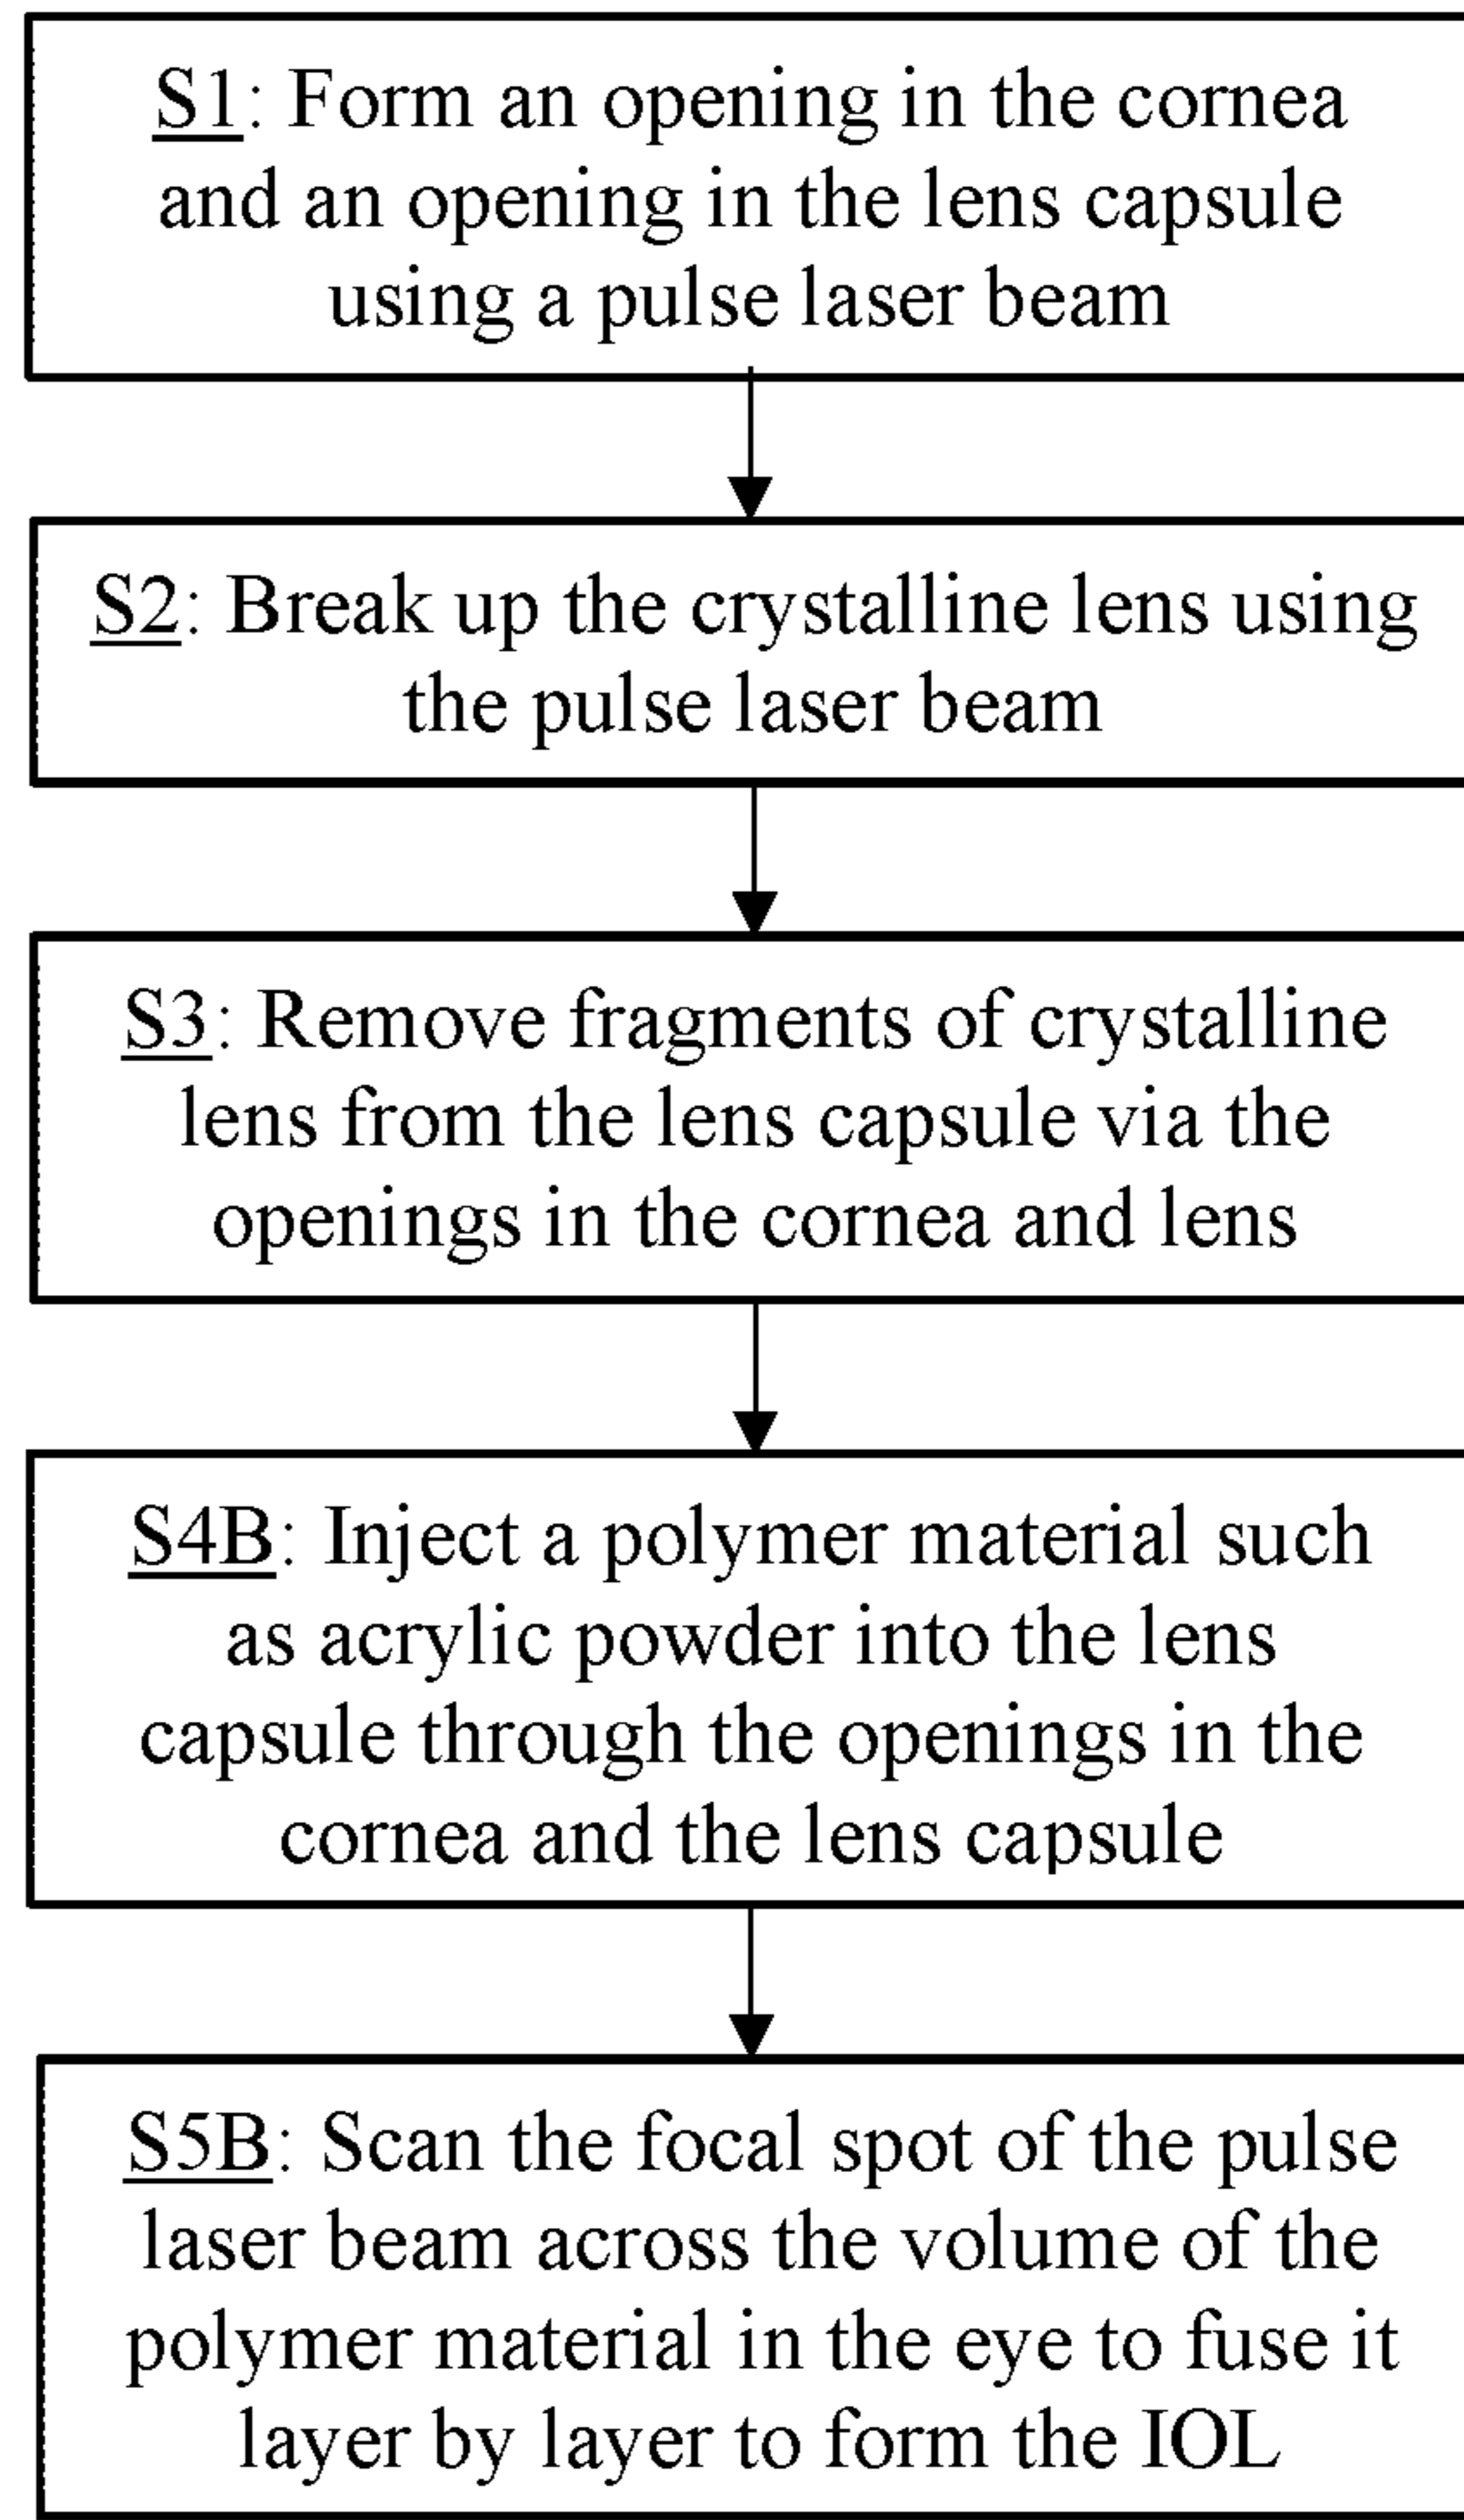 S1: Form an opening in the cornea
and an opening in the lens capsule
using a pulse laser beam
S2: Break up the crystalline lens using
the pulse laser beam
S3: Remove fragments of crystalline
lens from the lens capsule via the
openings in the cornea and lens
S4B: Inject a polymer material such
as acrylic powder into the lens
capsule through the openings in the
cornea and the lens capsule
S5B: Scan the focal spot of the pulse
laser beam across the volume of the
polymer material in the eye to fuse it
layer by layer to form the IOL